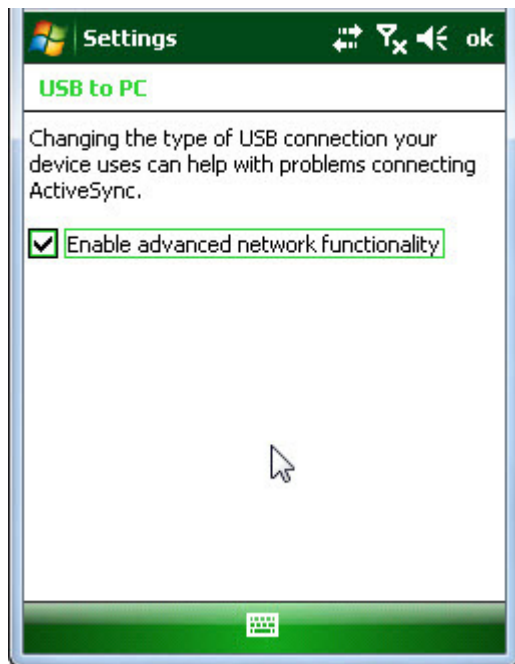 Settings
ok
USB to PC
Changing the type of USB connection your
device uses can help with problems connecting
ActiveSync.
Enable advanced network functionality